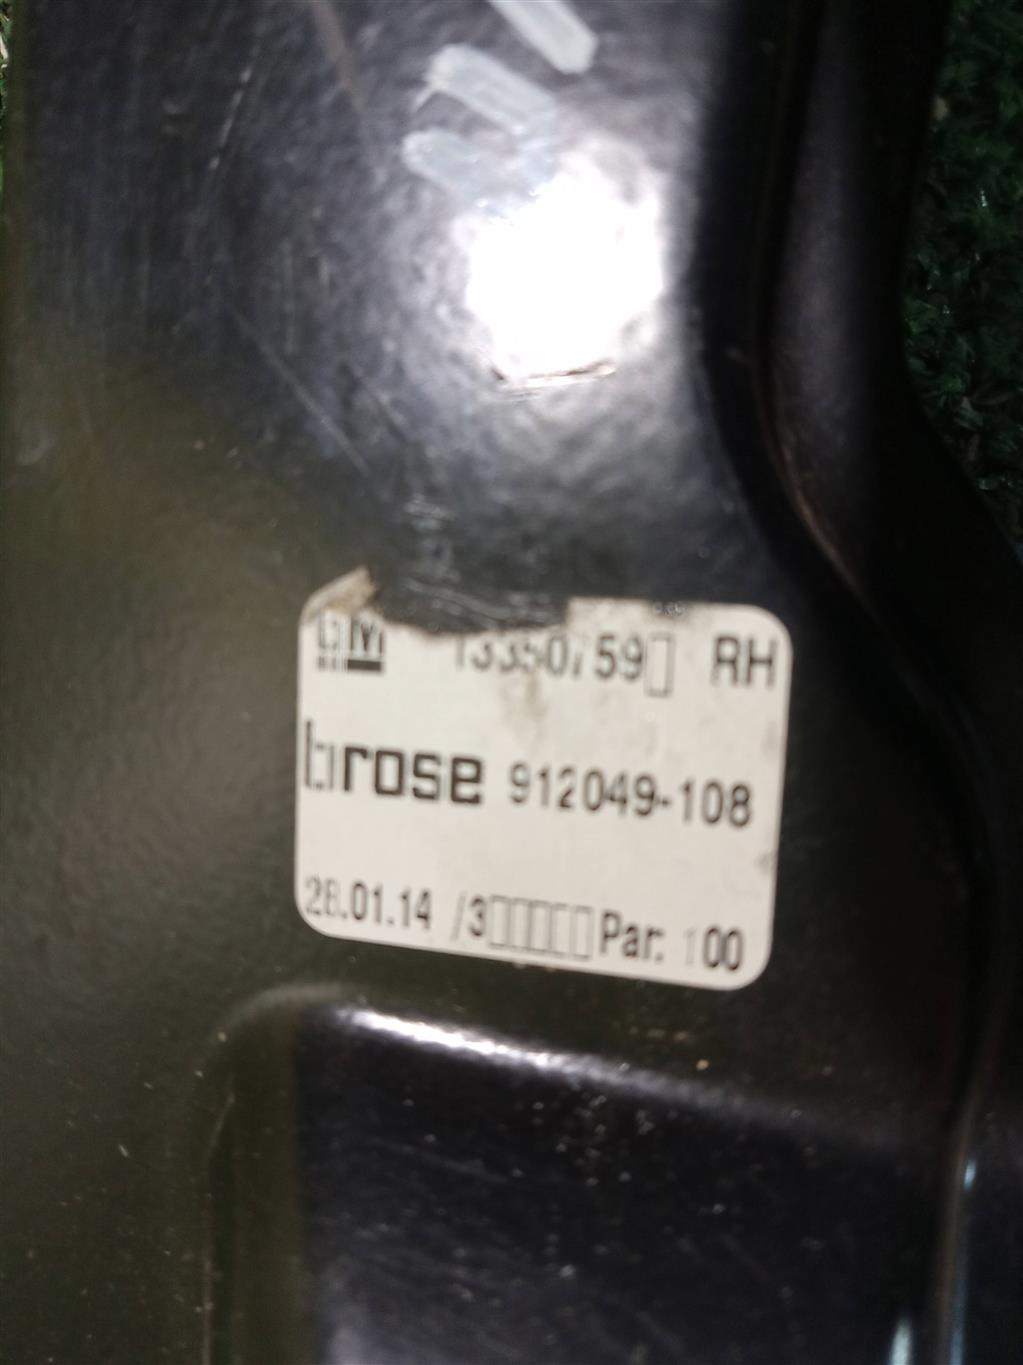 GM 13350759▯ RH
brose 912049-108
28.01.14 /3▯▯▯▯▯Par: 100